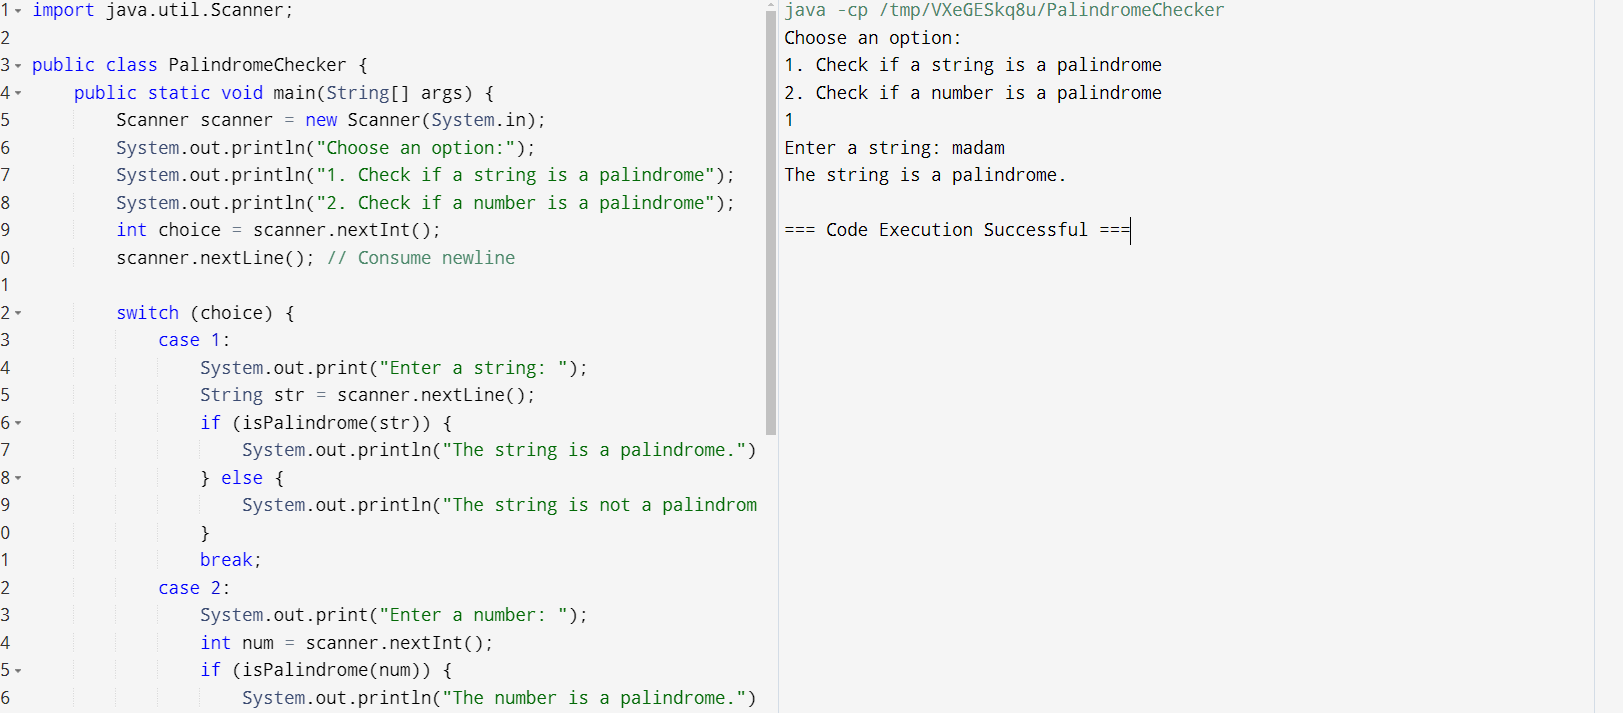 1 import java.util.Scanner;
2
3 public class PalindromeChecker {
4     public static void main(String[] args) {
5         Scanner scanner = new Scanner(System.in);
6         System.out.println("Choose an option:");
7         System.out.println("1. Check if a string is a palindrome");
8         System.out.println("2. Check if a number is a palindrome");
9         int choice = scanner.nextInt();
0         scanner.nextLine(); // Consume newline
1
2         switch (choice) {
3             case 1:
4                 System.out.print("Enter a string: ");
5                 String str = scanner.nextLine();
6                 if (isPalindrome(str)) {
7                     System.out.println("The string is a palindrome.")
8                 } else {
9                     System.out.println("The string is not a palindrom
0                 }
1                 break;
2             case 2:
3                 System.out.print("Enter a number: ");
4                 int num = scanner.nextInt();
5                 if (isPalindrome(num)) {
6                     System.out.println("The number is a palindrome.")
java -cp /tmp/VXeGESkq8u/PalindromeChecker
Choose an option:
1. Check if a string is a palindrome
2. Check if a number is a palindrome
1
Enter a string: madam
The string is a palindrome.

=== Code Execution Successful ===